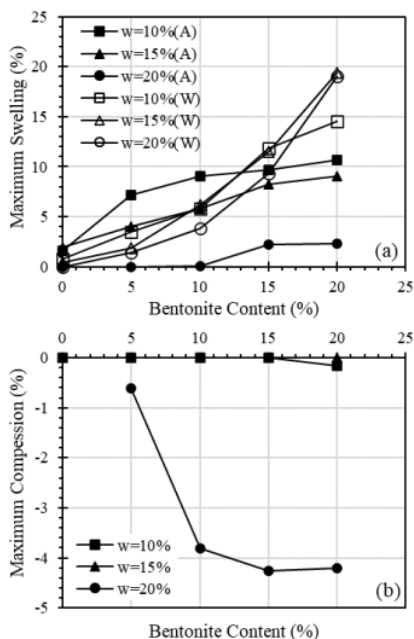 25
20
15
10
5
0
Maximum Swelling (%)
w=10%(A)
w=15%(A)
w=20%(A)
w=10%(W)
w=15%(W)
w=20%(W)
(a)
0 5 10 15 20 25
Bentonite Content (%)
0 5 10 15 20 25
0
-1
-2
-3
-4
-5
Maximum Compession (%)
w=10%
w=15%
w=20%
(b)
Bentonite Content (%)